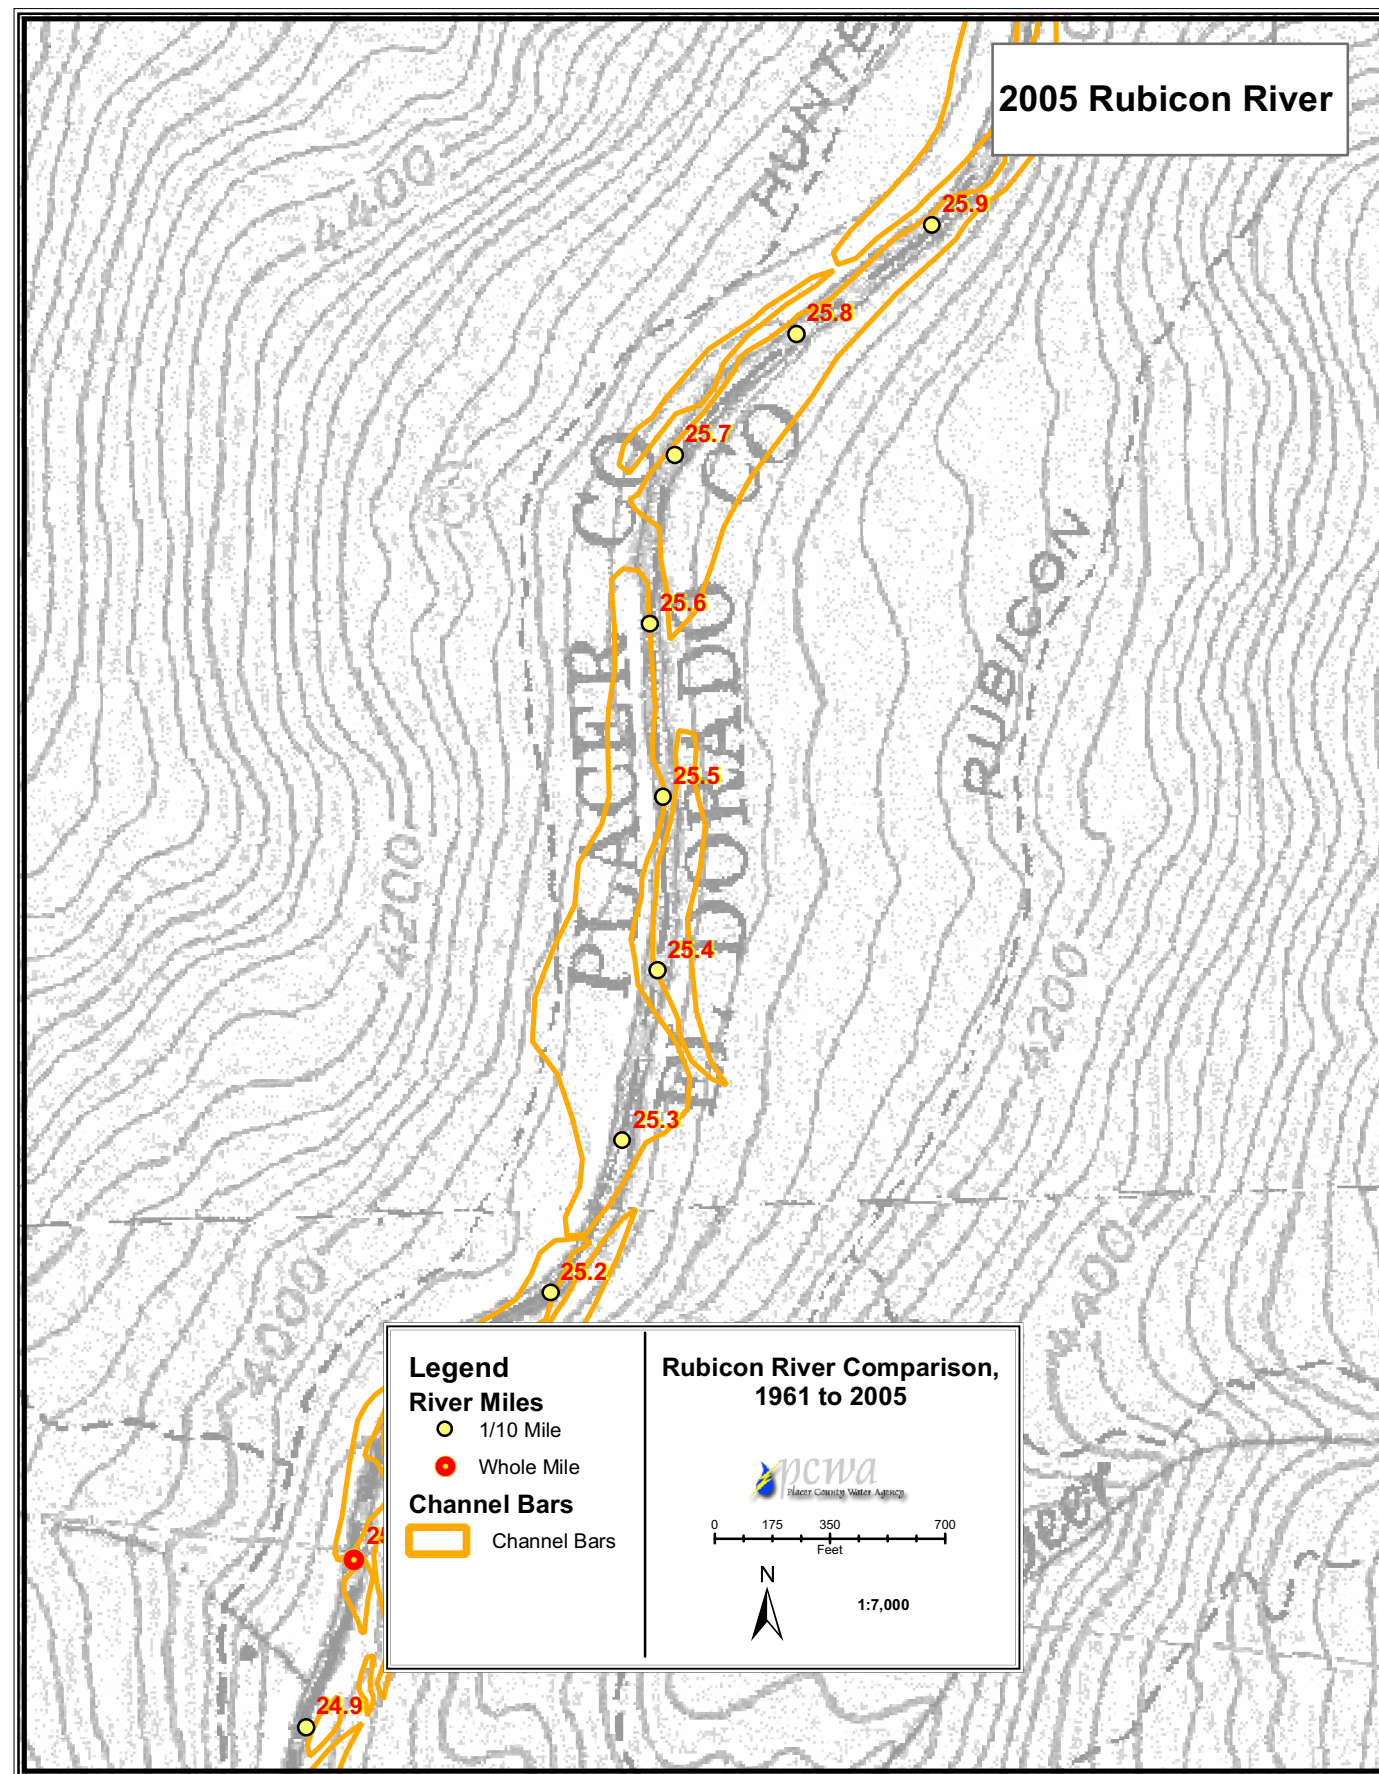 2005 Rubicon River
HUNTE
25.9
4400
25.8
25.7
CO
CO
25.6
RUBICON
PLACER
EL DORADO
25.5
4200
25.4
4200
25.3
25.2
4400
4000
Legend
River Miles
1/10 Mile
Whole Mile
Channel Bars
Channel Bars
Rubicon River Comparison,
1961 to 2005
pcwa
Placer County Water Agency
0 175 350 700
Feet
N
1:7,000
25
24.9